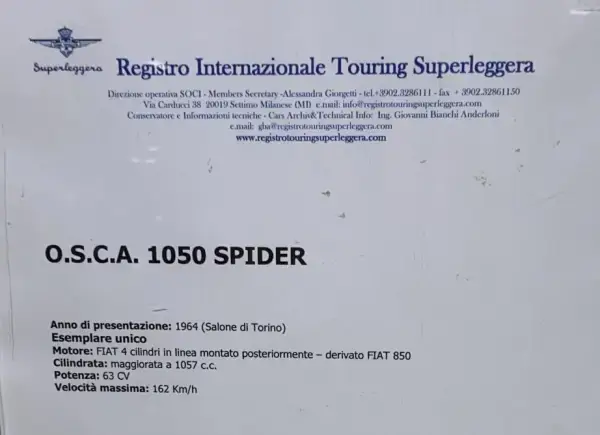 Superleggera
Registro Internazionale Touring Superleggera
Direzione operativa SOCI - Members Secretary -Alessandra Giorgetti - tel.+3902.3286111 - fax + 3902.32861150
Via Carducci 38 20019 Settimo Milanese (MI) e.mail: info@registrotouringsuperleggera.com
Conservatore e Informazioni tecniche - Cars Archiv&Technical Info: Ing. Giovanni Bianchi Anderloni
e.mail: gba@registrotouringsuperleggera.com
www.registrotouringsuperleggera.com
O.S.C.A. 1050 SPIDER
Anno di presentazione: 1964 (Salone di Torino)
Esemplare unico
Motore: FIAT 4 cilindri in linea montato posteriormente – derivato FIAT 850
Cilindrata: maggiorata a 1057 c.c.
Potenza: 63 CV
Velocità massima: 162 Km/h